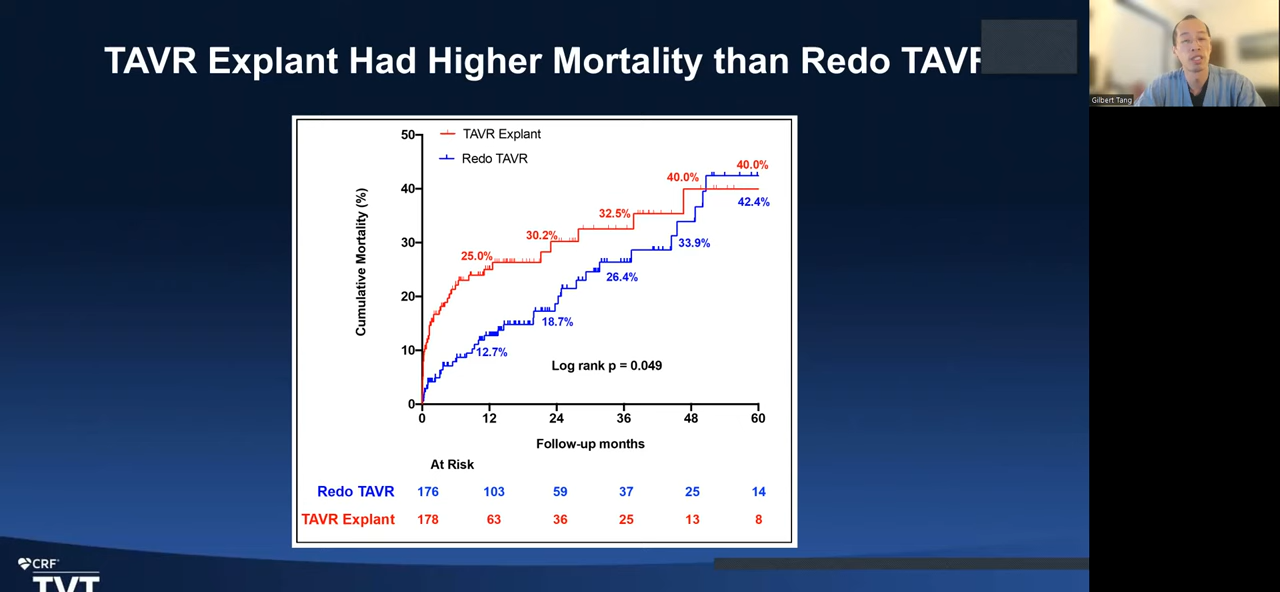 TAVR Explant Had Higher Mortality than Redo TAVR
Gilbert Tang
TAVR Explant
Redo TAVR
50
40
30
20
10
0
Cumulative Mortality (%)
25.0%
30.2%
32.5%
40.0%
40.0%
12.7%
18.7%
26.4%
33.9%
42.4%
Log rank p = 0.049
0 12 24 36 48 60
Follow-up months
At Risk
Redo TAVR 176 103 59 37 25 14
TAVR Explant 178 63 36 25 13 8
CRF
TVT